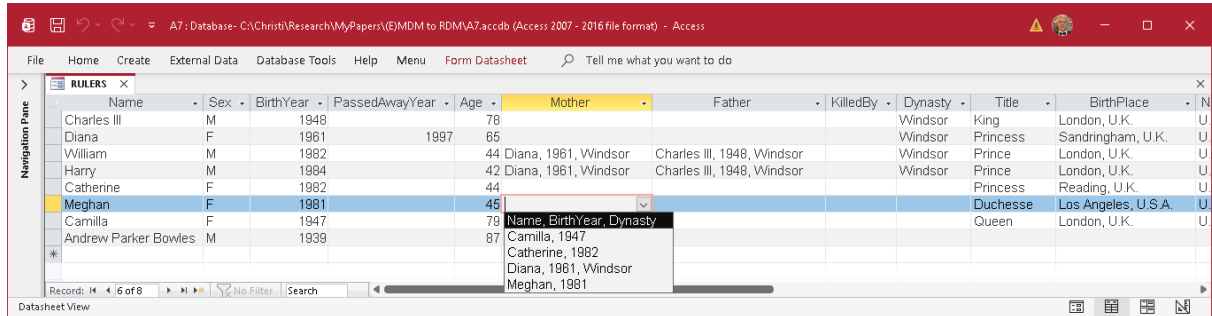 A7 : Database- C:\Christi\Research\MyPapers\(E)MDM to RDM\A7.accdb (Access 2007 - 2016 file format) - Access
File Home Create External Data Database Tools Help Menu Form Datasheet Tell me what you want to do
RULERS
Name Sex BirthYear PassedAwayYear Age Mother Father KilledBy Dynasty Title BirthPlace N
Charles III M 1948 78 Windsor King London, U.K. U.
Diana F 1961 1997 65 Windsor Princess Sandringham, U.K. U.
William M 1982 44 Diana, 1961, Windsor Charles III, 1948, Windsor Windsor Prince London, U.K. U.
Harry M 1984 42 Diana, 1961, Windsor Charles III, 1948, Windsor Windsor Prince London, U.K. U.
Catherine F 1982 44 Princess Reading, U.K. U.
Meghan F 1981 45 Duchesse Los Angeles, U.S.A. U.
Camilla F 1947 79 Queen London, U.K. U.
Andrew Parker Bowles M 1939 87
Name, BirthYear, Dynasty
Camilla, 1947
Catherine, 1982
Diana, 1961, Windsor
Meghan, 1981
Navigation Pane
Record: 6 of 8 No Filter Search
Datasheet View